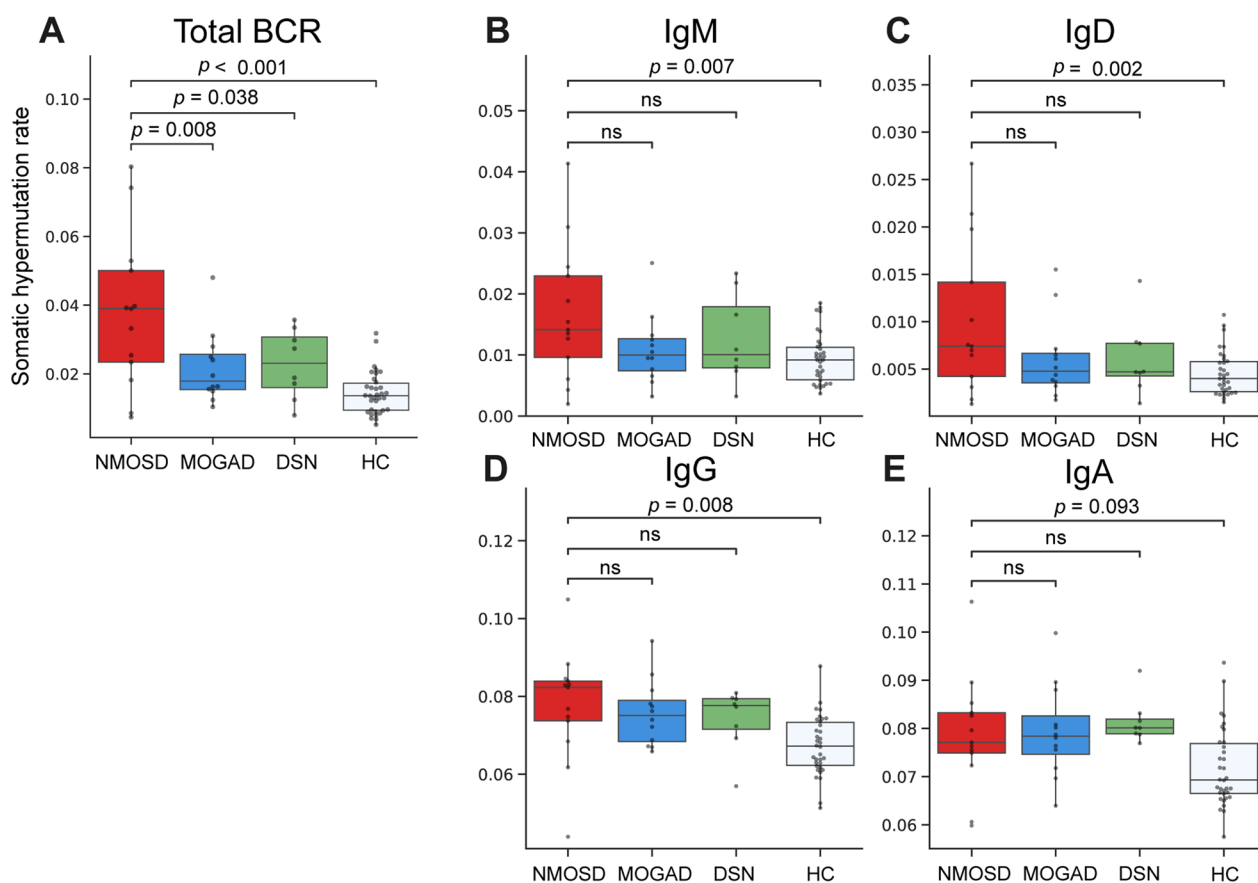 A Total BCR
Somatic hypermutation rate
0.10
0.08
0.06
0.04
0.02
p < 0.001
p = 0.038
p = 0.008
NMOSD MOGAD DSN HC
B IgM
0.05
0.04
0.03
0.02
0.01
0.00
p = 0.007
ns
ns
NMOSD MOGAD DSN HC
C IgD
0.035
0.030
0.025
0.020
0.015
0.010
0.005
p = 0.002
ns
ns
NMOSD MOGAD DSN HC
D IgG
0.12
0.10
0.08
0.06
p = 0.008
ns
ns
NMOSD MOGAD DSN HC
E IgA
0.12
0.11
0.10
0.09
0.08
0.07
0.06
p = 0.093
ns
ns
NMOSD MOGAD DSN HC